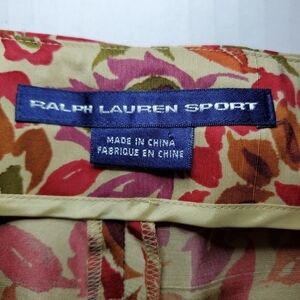 RALPH LAUREN SPORT
MADE IN CHINA
FABRIQUE EN CHINE